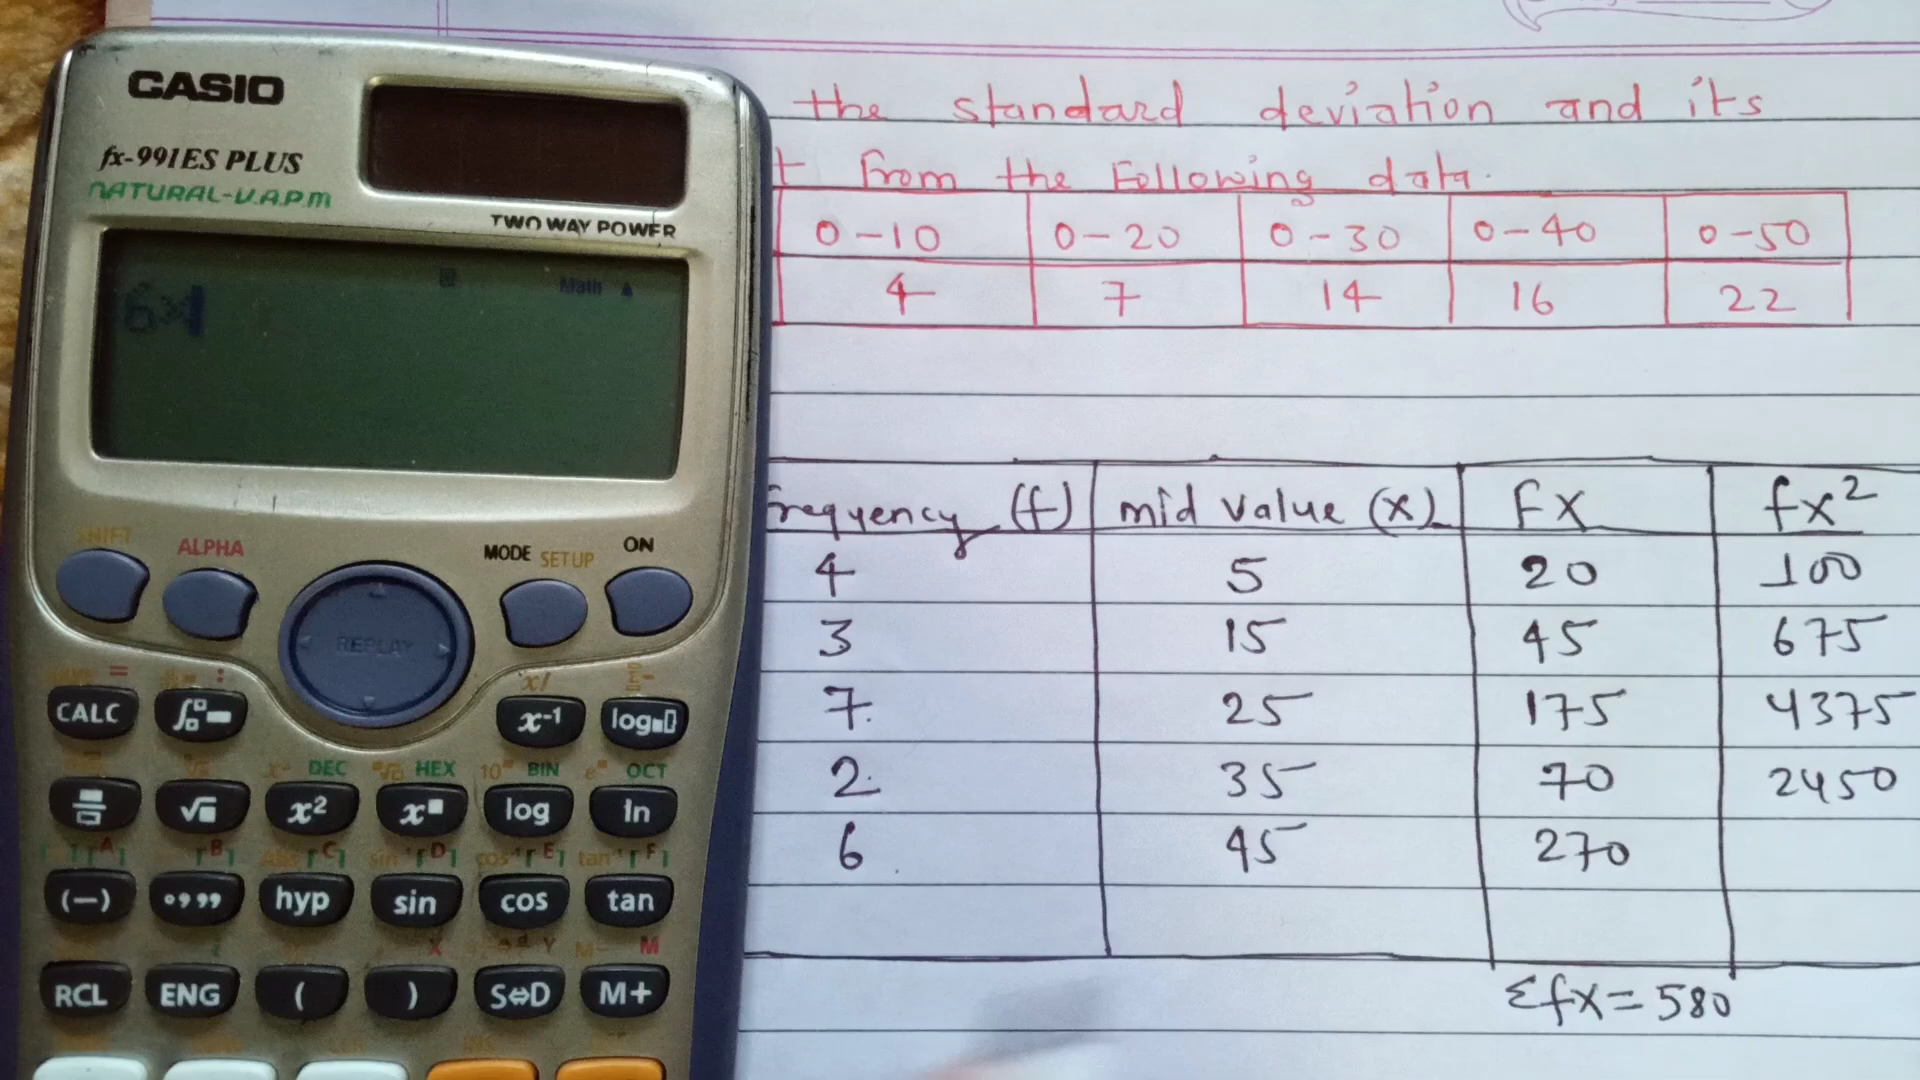 CASIO
fx-991ES PLUS
NATURAL-V.A.P.M
TWO WAY POWER
Math ▲
6×
SHIFT ALPHA MODE SETUP ON
REPLAY
CALC x-1 log
DEC HEX BIN OCT
√ x² x log ln
A B C D E F
(−) hyp sin cos tan
X Y M
RCL ENG ( ) S⇔D M+
the standard deviation and its
t from the Following data.
0-10 0-20 0-30 0-40 0-50
4 7 14 16 22
frequency (f) mid value (x) FX fx²
4 5 20 100
3 15 45 675
7 25 175 4375
2 35 70 2450
6 45 270
Σfx=580